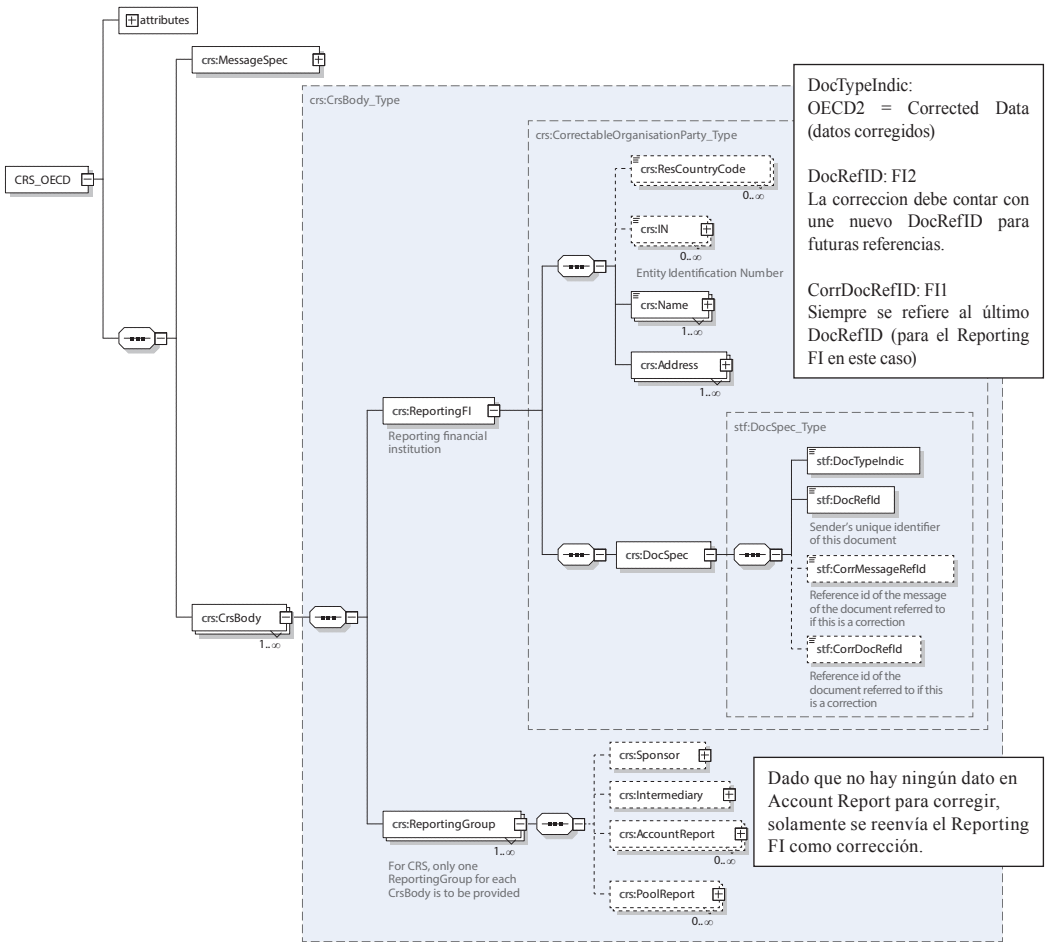 attributes
crs:MessageSpec
crs:CrsBody_Type
DocTypeIndic:
OECD2 = Corrected Data
(datos corregidos)
DocRefID: FI2
La correccion debe contar con
une nuevo DocRefID para
futuras referencias.
CorrDocRefID: FI1
Siempre se refiere al último
DocRefID (para el Reporting
FI en este caso)
crs:CorrectableOrganisationParty_Type
CRS_OECD
crs:ResCountryCode
0..∞
crs:IN
0..∞
Entity Identification Number
crs:Name
1..∞
crs:Address
1..∞
crs:ReportingFI
Reporting financial
institution
stf:DocSpec_Type
stf:DocTypeIndic
stf:DocRefId
Sender's unique identifier
of this document
crs:DocSpec
stf:CorrMessageRefId
Reference id of the message
of the document referred to
if this is a correction
stf:CorrDocRefId
Reference id of the
document referred to if this
is a correction
crs:CrsBody
1..∞
crs:Sponsor
crs:Intermediary
crs:ReportingGroup
1..∞
For CRS, only one
ReportingGroup for each
CrsBody is to be provided
crs:AccountReport
0..∞
crs:PoolReport
0..∞
Dado que no hay ningún dato en
Account Report para corregir,
solamente se reenvía el Reporting
FI como corrección.